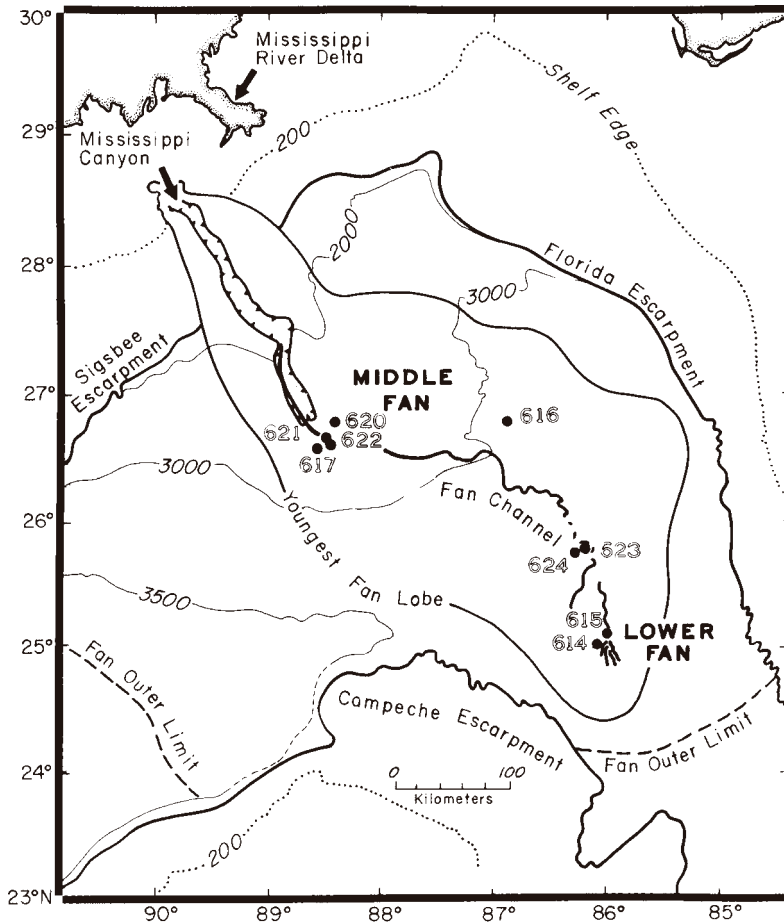 30°
29°
28°
27°
26°
25°
24°
23°N
90°
89°
88°
87°
86°
85°
Mississippi
River Delta
Mississippi
Canyon
200
Shelf Edge
2000
3000
Florida Escarpment
Sigsbee
Escarpment
MIDDLE
FAN
620
621
622
617
616
3000
Fan Channel
Youngest Fan Lobe
623
624
3500
615
614
LOWER
FAN
Fan Outer Limit
Campeche Escarpment
Fan Outer Limit
0
100
Kilometers
200